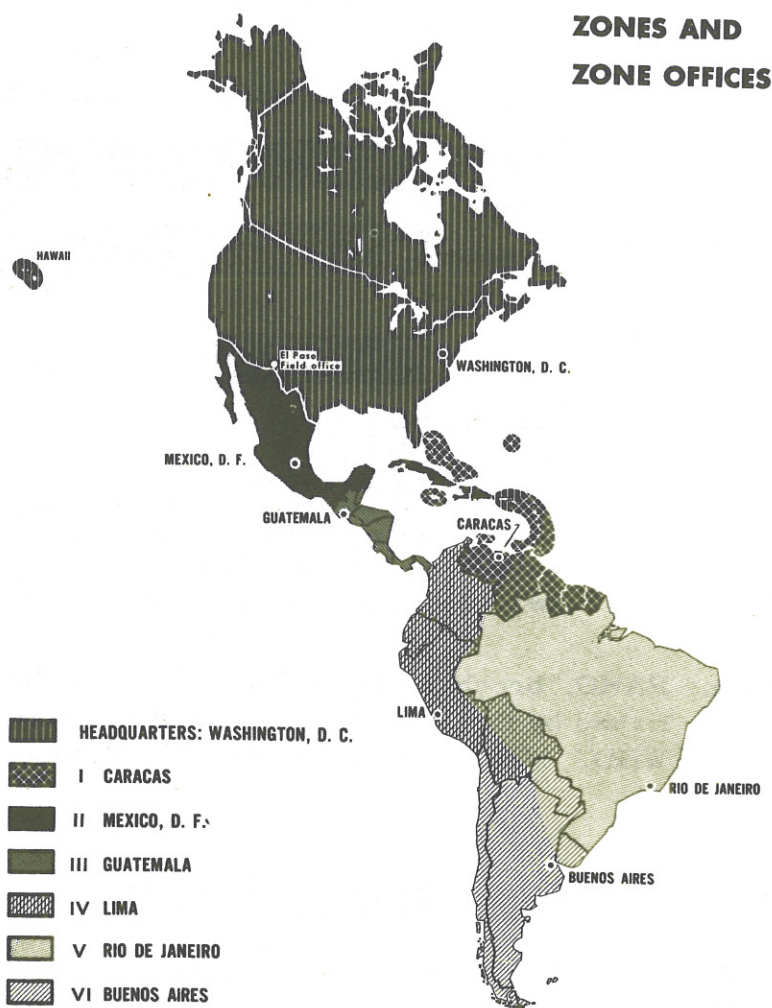 ZONES AND
ZONE OFFICES
HAWAII
El Paso
Field office
WASHINGTON, D. C.
MEXICO, D. F.
GUATEMALA
CARACAS
LIMA
RIO DE JANEIRO
BUENOS AIRES
HEADQUARTERS: WASHINGTON, D. C.
I CARACAS
II MEXICO, D. F.
III GUATEMALA
IV LIMA
V RIO DE JANEIRO
VI BUENOS AIRES